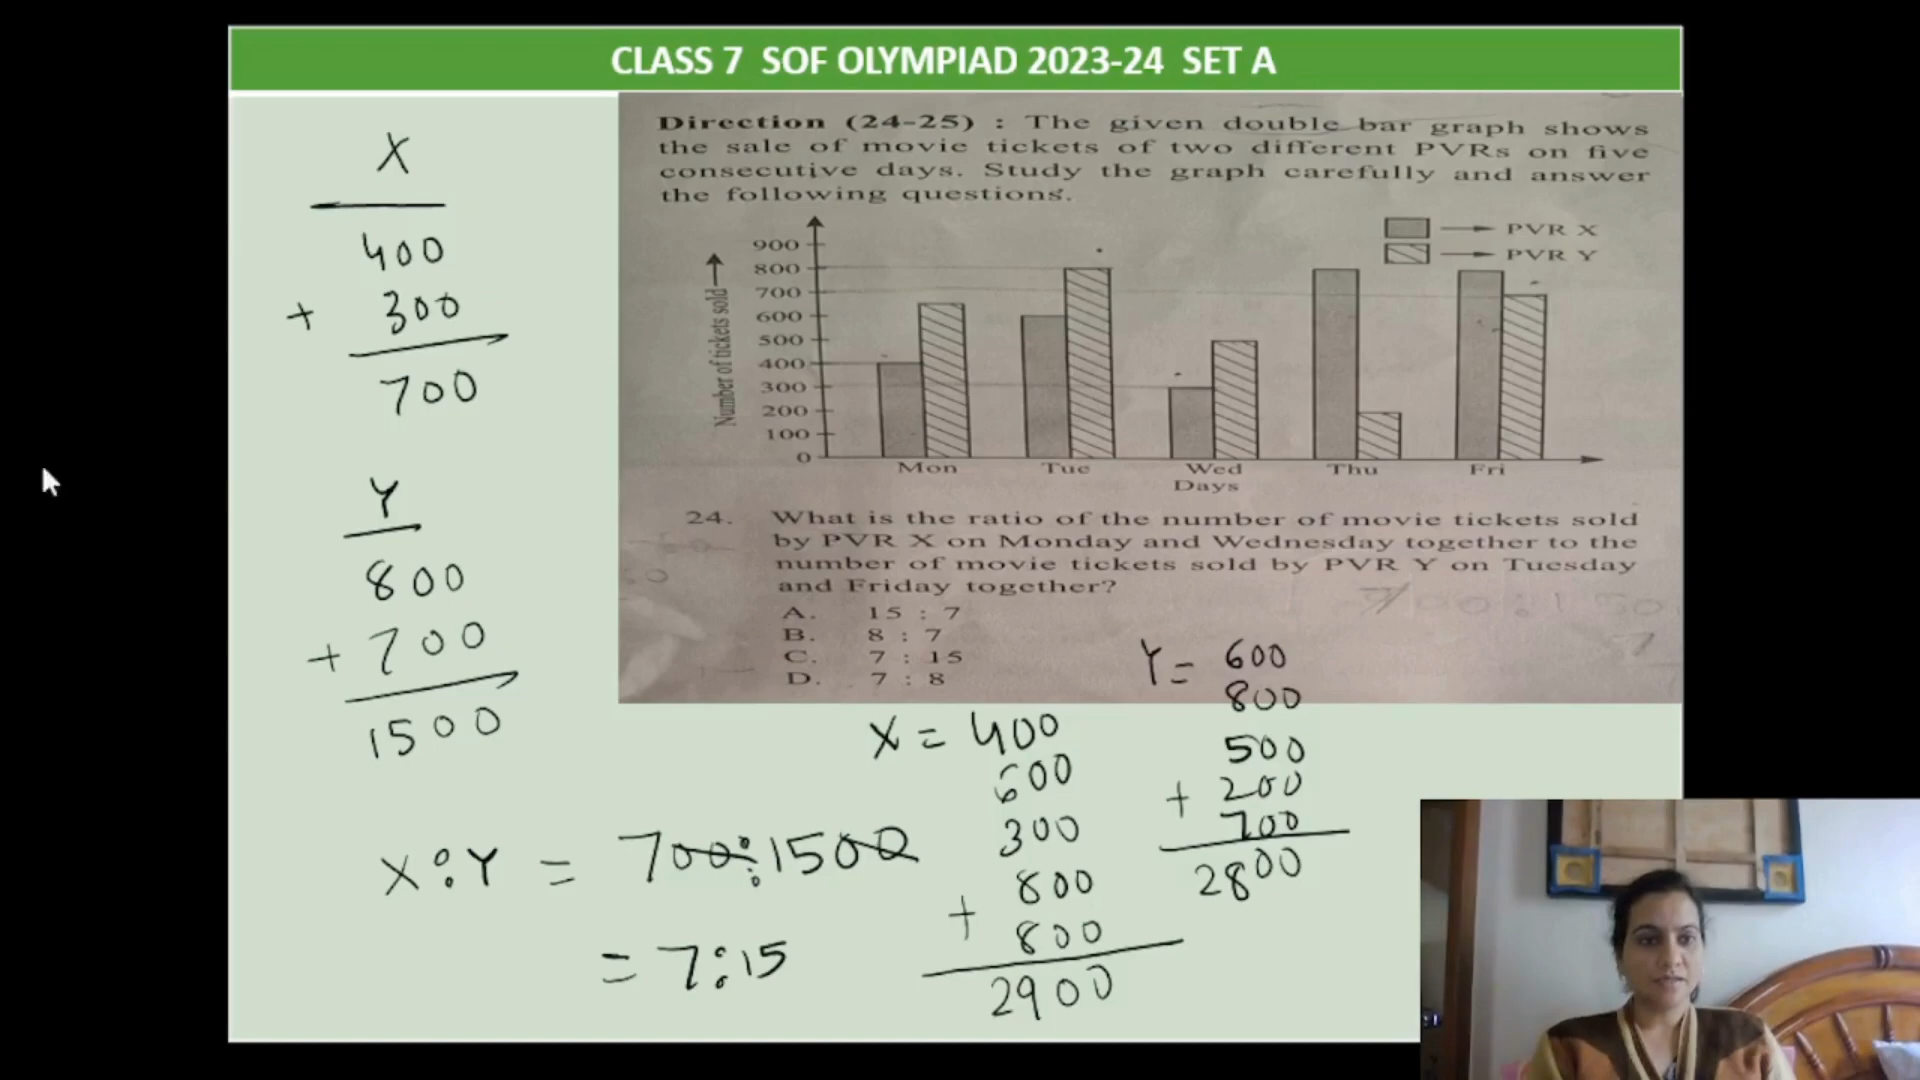 CLASS 7 SOF OLYMPIAD 2023-24 SET A
X
400
+ 300
700
Y
800
+ 700
1500
X:Y = 700:1500
= 7:15
Direction (24-25) : The given double bar graph shows
the sale of movie tickets of two different PVRs on five
consecutive days. Study the graph carefully and answer
the following questions.
PVR X
PVR Y
Number of tickets sold
900
800
700
600
500
400
300
200
100
0
Mon Tue Wed Thu Fri
Days
24. What is the ratio of the number of movie tickets sold
by PVR X on Monday and Wednesday together to the
number of movie tickets sold by PVR Y on Tuesday
and Friday together?
A. 15 : 7
B. 8 : 7
C. 7 : 15
D. 7 : 8
X = 400
600
300
800
+ 800
2900
Y = 600
800
500
+ 200
700
2800